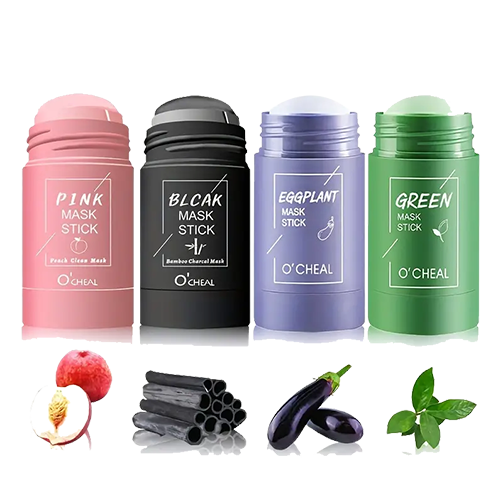 PINK
MASK
STICK
Peach Clean Mask
O'CHEAL
BLCAK
MASK
STICK
Bamboo Charcal Mask
O'CHEAL
EGGPLANT
MASK
STICK
O'CHEAL
GREEN
MASK
STICK
O'CHEAL